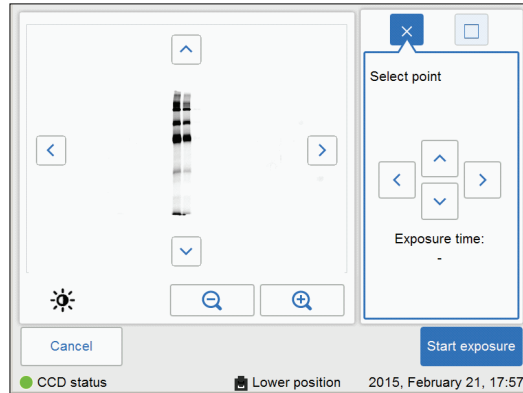 Select point
Exposure time:
-
Cancel
Start exposure
CCD status
Lower position
2015, February 21, 17:57